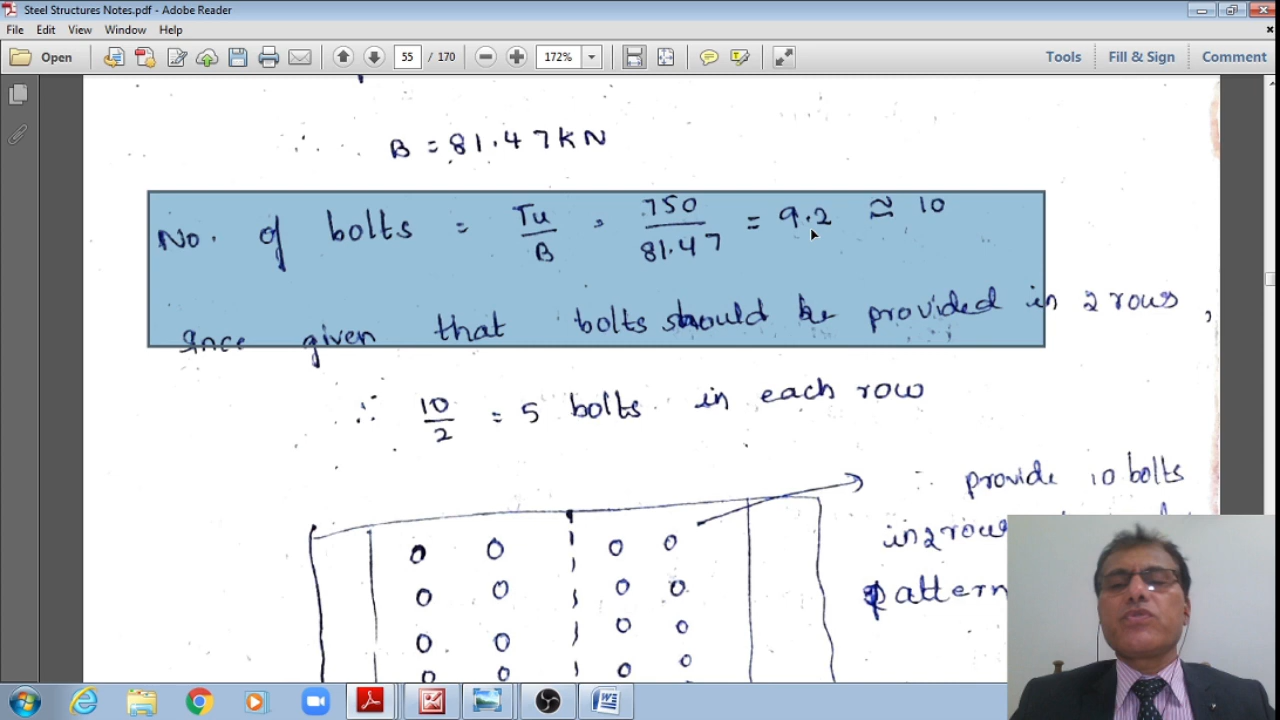 Steel Structures Notes.pdf - Adobe Reader
File Edit View Window Help
Open 55 / 170 172% Tools Fill & Sign Comment
∴ B = 81.47KN
No. of bolts = Tu/B = 750/81.47 = 9.2 ≅ 10
since given that bolts should be provided in 2 rows,
∴ 10/2 = 5 bolts in each row
∴ provide 10 bolts
in 2 rows
pattern